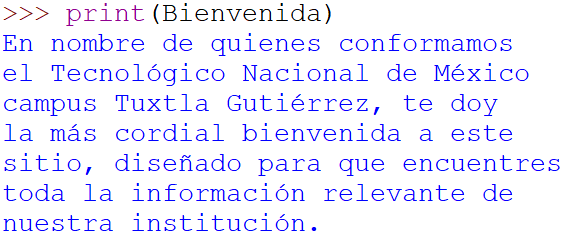 >>> print(Bienvenida)
En nombre de quienes conformamos
el Tecnológico Nacional de México
campus Tuxtla Gutiérrez, te doy
la más cordial bienvenida a este
sitio, diseñado para que encuentres
toda la información relevante de
nuestra institución.